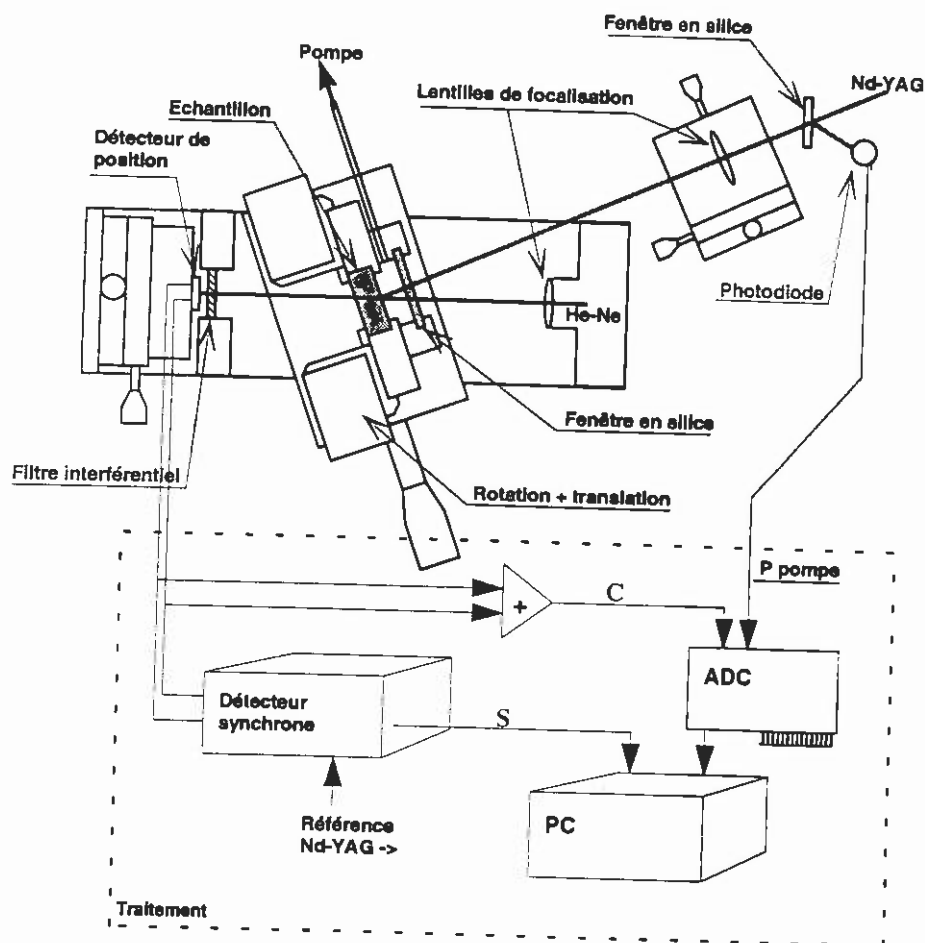 Fenêtre en silice
Pompe
Nd-YAG
Echantillon
Lentilles de focalisation
Détecteur de
position
Photodiode
He-Ne
Fenêtre en silice
Filtre interférentiel
Rotation + translation
P pompe
+
C
ADC
Détecteur
synchrone
S
PC
Référence
Nd-YAG ->
Traitement